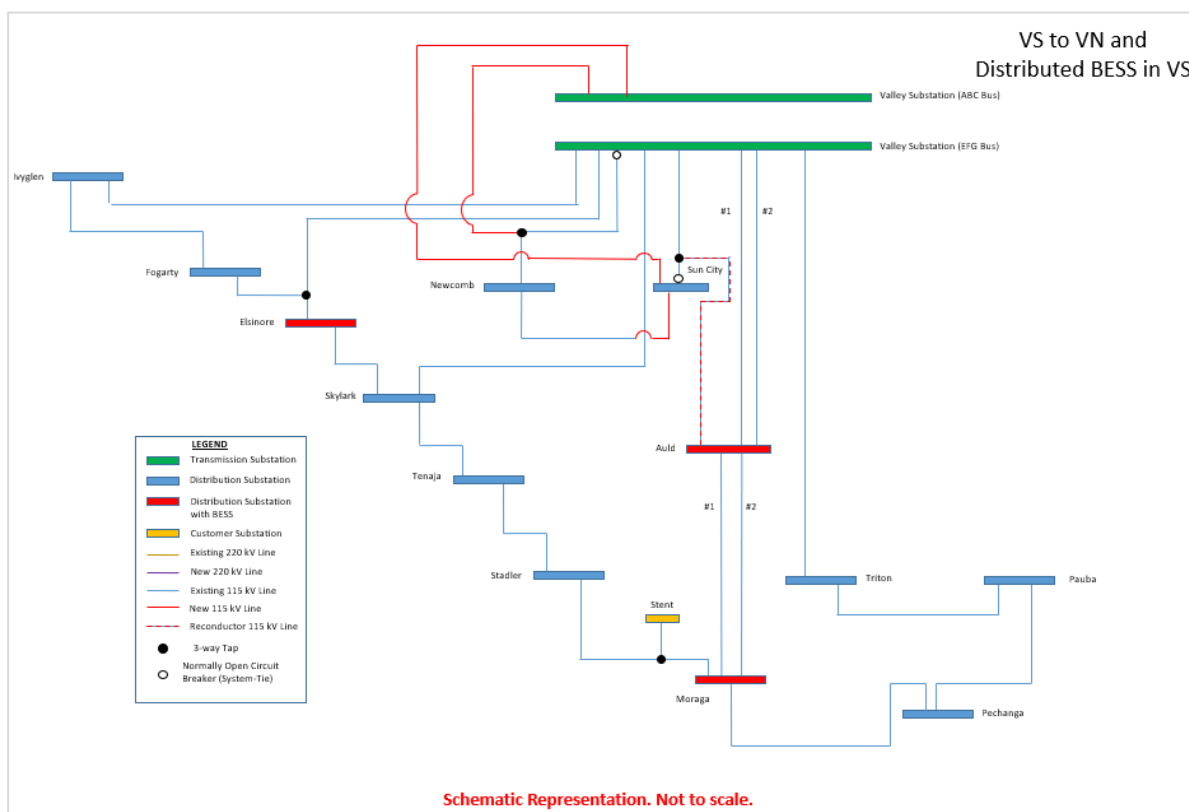 VS to VN and
Distributed BESS in VS
Valley Substation (ABC Bus)
Valley Substation (EFG Bus)
Ivyglen
#1
#2
Fogarty
Newcomb
Sun City
Elsinore
Skylark
Auld
LEGEND
Transmission Substation
Distribution Substation
Distribution Substation
with BESS
Customer Substation
Existing 220 kV Line
New 220 kV Line
Existing 115 kV Line
New 115 kV Line
Reconductor 115 kV Line
3-way Tap
Normally Open Circuit
Breaker (System-Tie)
Tenaja
#1
#2
Stadler
Triton
Pauba
Stent
Moraga
Pechanga
Schematic Representation. Not to scale.